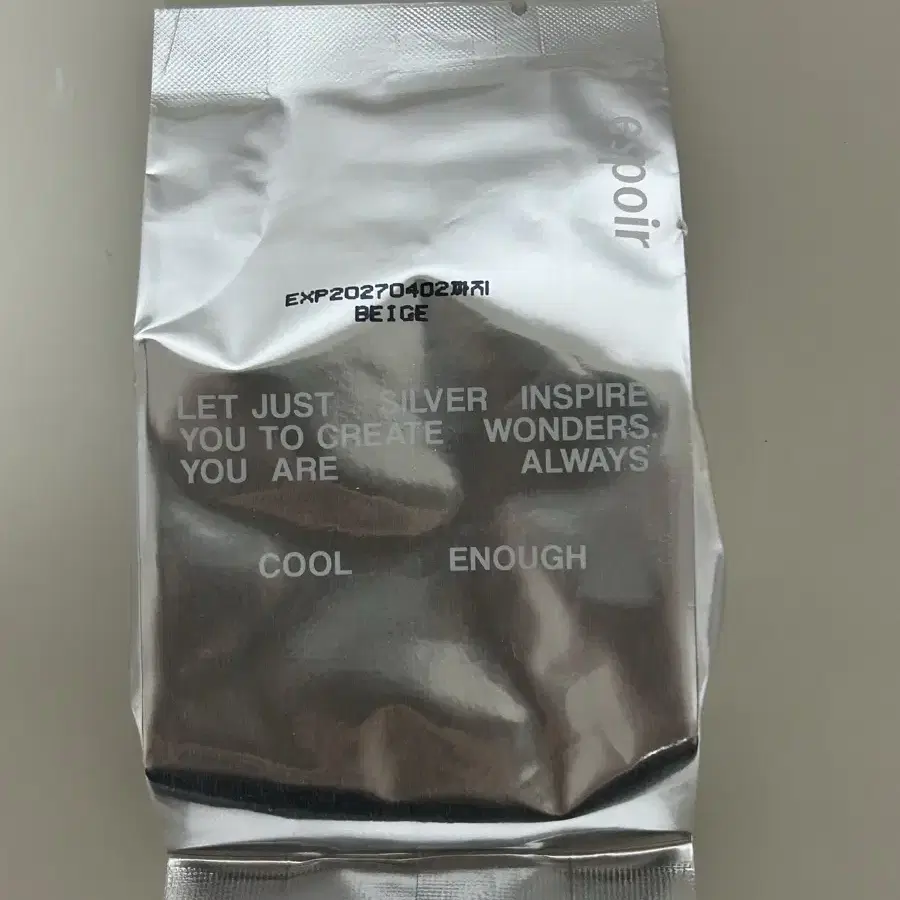 espoir
EXP20270402까지
BEIGE
LET JUST SILVER INSPIRE
YOU TO CREATE WONDERS.
YOU ARE ALWAYS
COOL ENOUGH